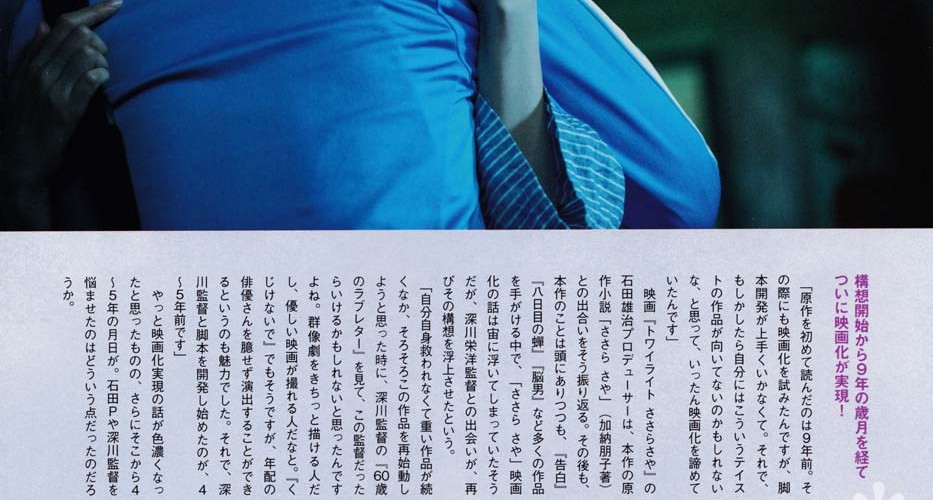 構想開始から9年の歳月を経て
ついに映画化が実現！
「原作を初めて読んだのは9年前。そ
の際にも映画化を試みたんですが、脚
本開発が上手くいかなくて。それで、
もしかしたら自分にはこういうテイス
トの作品が向いてないのかもしれない
な、と思って、いったん映画化を諦めて
いたんです」
映画『トワイライト ささらさや』の
石田雄治プロデューサーは、本作の原
作小説「ささら さや」（加納朋子著）
との出合いをそう振り返る。その後も、
本作のことは頭にありつつも、『告白』
『八日目の蟬』『脳男』など多くの作品
を手がける中で、「ささら さや」映画
化の話は宙に浮いてしまっていたそう
だが、深川栄洋監督との出会いが、再
びその構想を浮上させたという。
「自分自身救われなくて重い作品が続
くなか、そろそろこの作品を再始動し
ようと思った時に、深川監督の『60歳
のラブレター』を見て、この監督だった
らいけるかもしれないと思ったんです
よね。群像劇をきちっと描ける人だ
し、優しい映画が撮れる人だなと。『く
じけないで』でもそうですが、年配の
俳優さんを臆せず演出することができ
るというのも魅力でした。それで、深
川監督と脚本を開発し始めたのが、4
〜5年前です」
やっと映画化実現の話が色濃くなっ
たと思ったものの、さらにそこから4
〜5年の月日が。石田Pや深川監督を
悩ませたのはどういう点だったのだろ
うか。